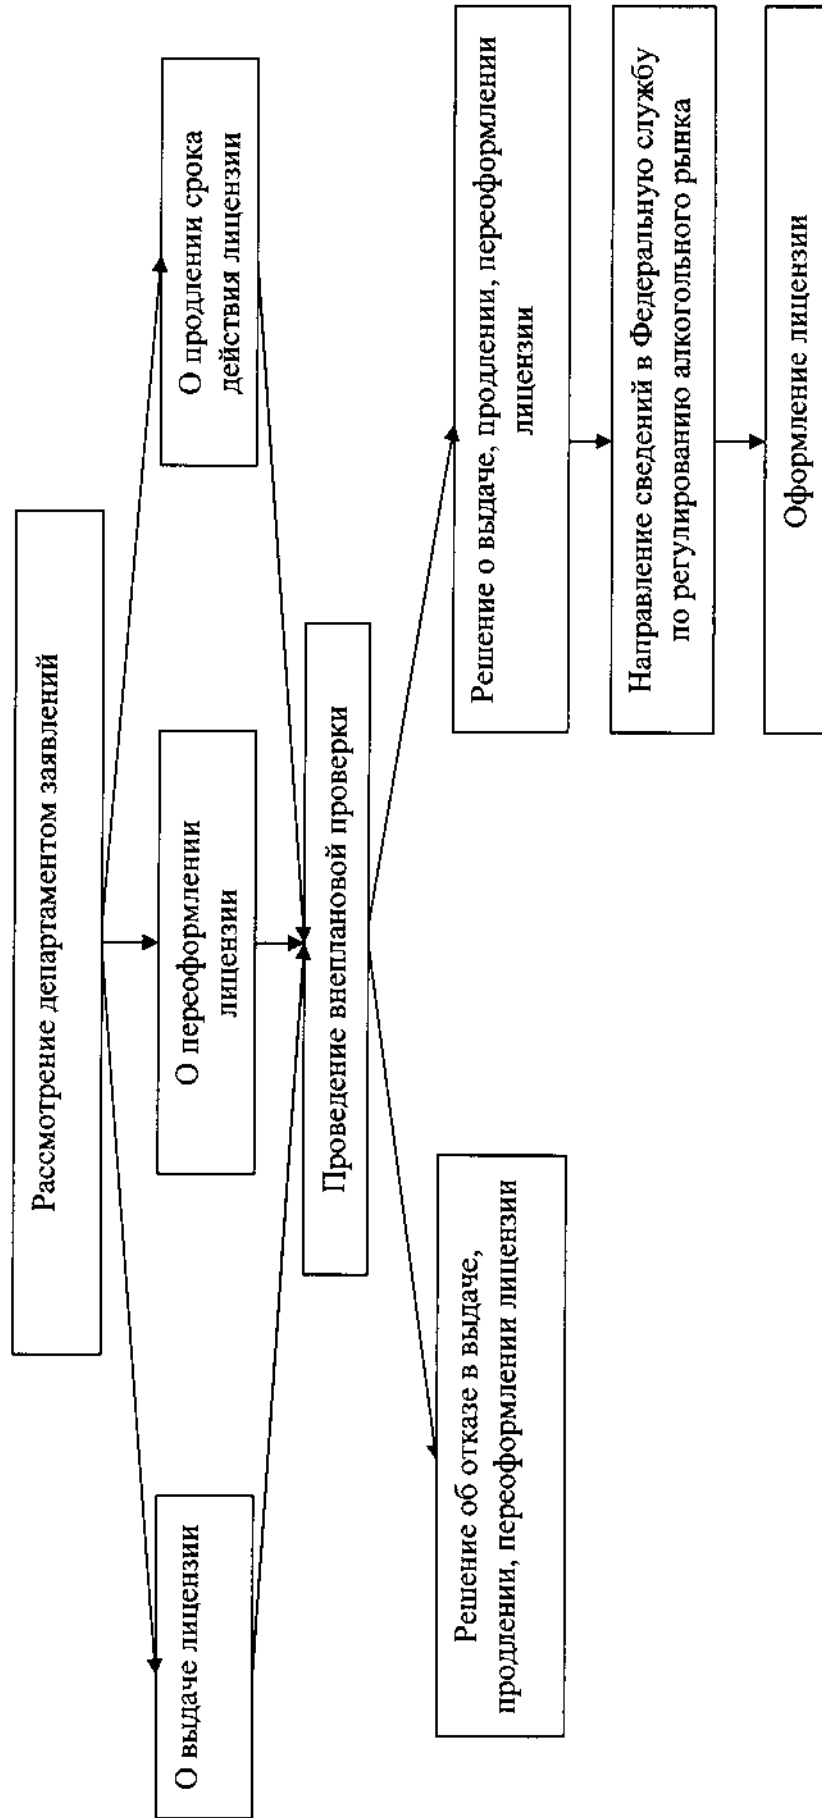 Рассмотрение департаментом заявлений
О выдаче лицензии
О переоформлении
лицензии
О продлении срока
действия лицензии
Проведение внеплановой проверки
Решение об отказе в выдаче,
продлении, переоформлении лицензии
Решение о выдаче, продлении, переоформлении
лицензии
Направление сведений в Федеральную службу
по регулированию алкогольного рынка
Оформление лицензии